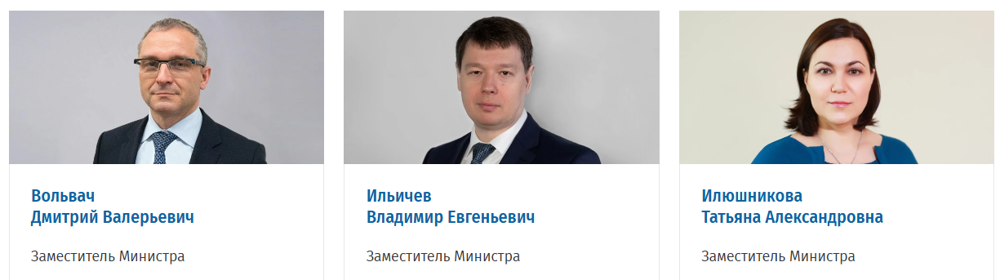 Вольвач
Дмитрий Валерьевич
Заместитель Министра
Ильичев
Владимир Евгеньевич
Заместитель Министра
Илюшникова
Татьяна Александровна
Заместитель Министра